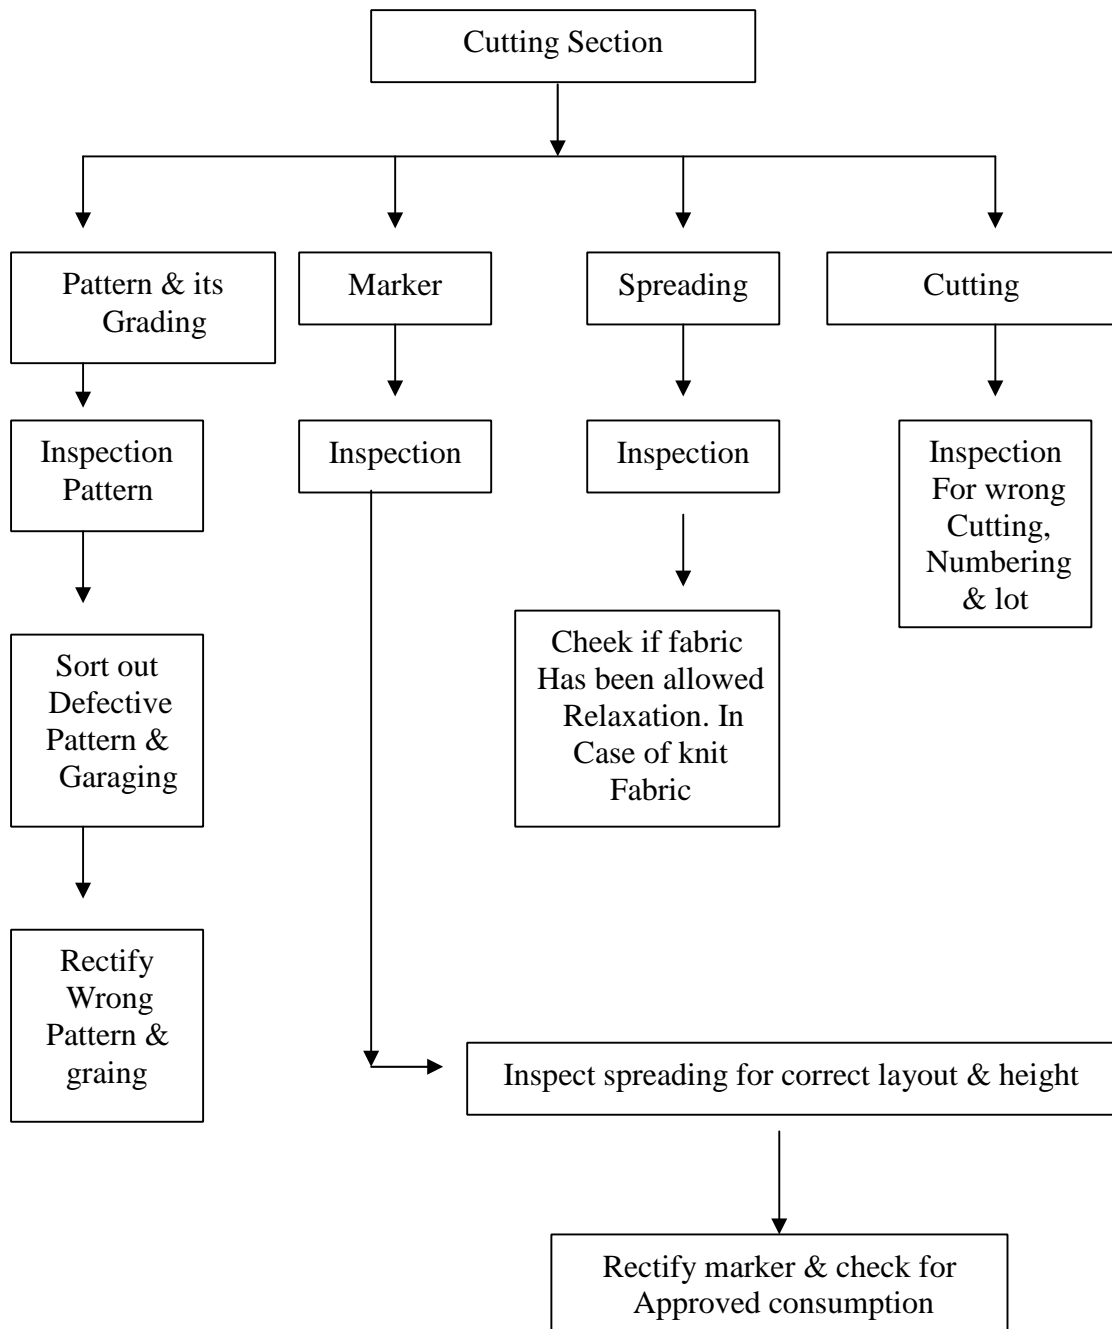 Cutting Section
Pattern & its
Grading
Marker
Spreading
Cutting
Inspection
Pattern
Inspection
Inspection
Inspection
For wrong
Cutting,
Numbering
& lot
Sort out
Defective
Pattern &
Garaging
Cheek if fabric
Has been allowed
Relaxation. In
Case of knit
Fabric
Rectify
Wrong
Pattern &
graing
Inspect spreading for correct layout & height
Rectify marker & check for
Approved consumption